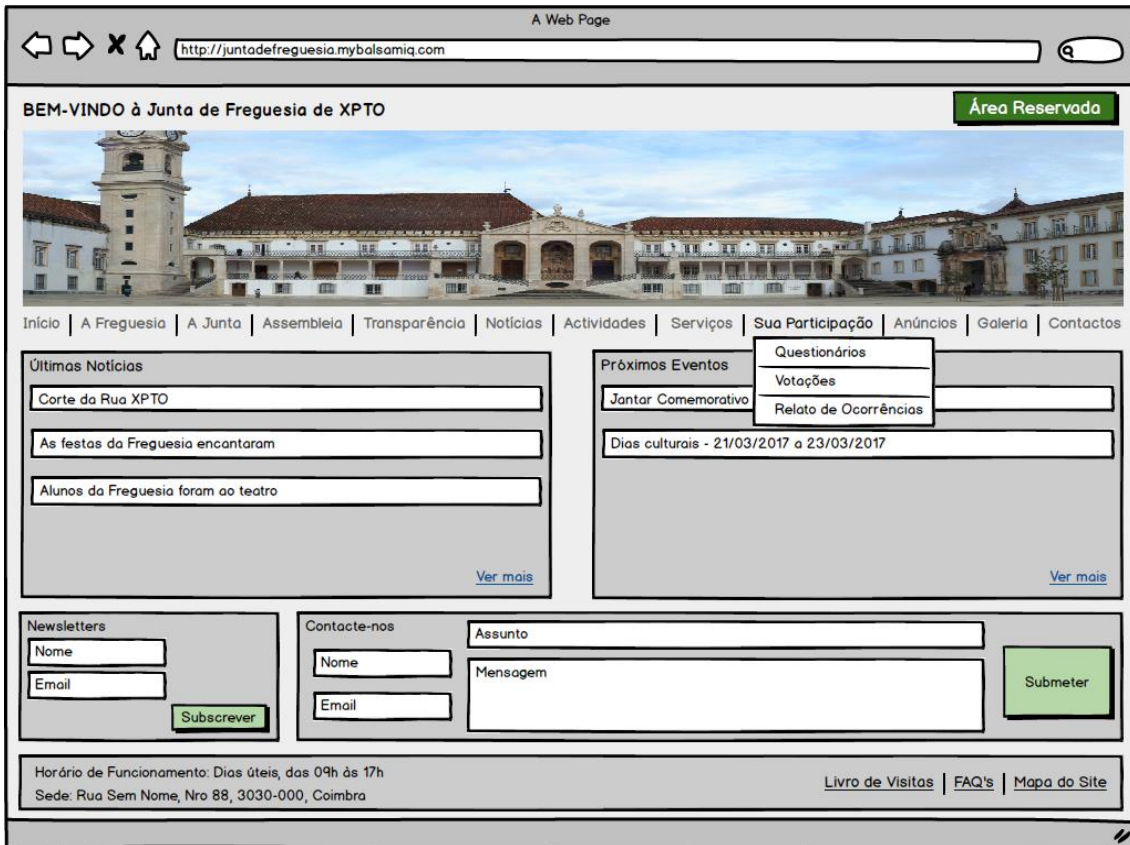 A Web Page
http://juntadefreguesia.mybalsamiq.com
BEM-VINDO à Junta de Freguesia de XPTO
Área Reservada
Início | A Freguesia | A Junta | Assembleia | Transparência | Notícias | Actividades | Serviços | Sua Participação | Anúncios | Galeria | Contactos
Questionários
Votações
Relato de Ocorrências
Últimas Notícias
Corte da Rua XPTO
As festas da Freguesia encantaram
Alunos da Freguesia foram ao teatro
Ver mais
Próximos Eventos
Jantar Comemorativo
Dias culturais - 21/03/2017 a 23/03/2017
Ver mais
Newsletters
Nome
Email
Subscrever
Contacte-nos
Nome
Email
Assunto
Mensagem
Submeter
Horário de Funcionamento: Dias úteis, das 09h às 17h
Sede: Rua Sem Nome, Nro 88, 3030-000, Coimbra
Livro de Visitas | FAQ's | Mapa do Site